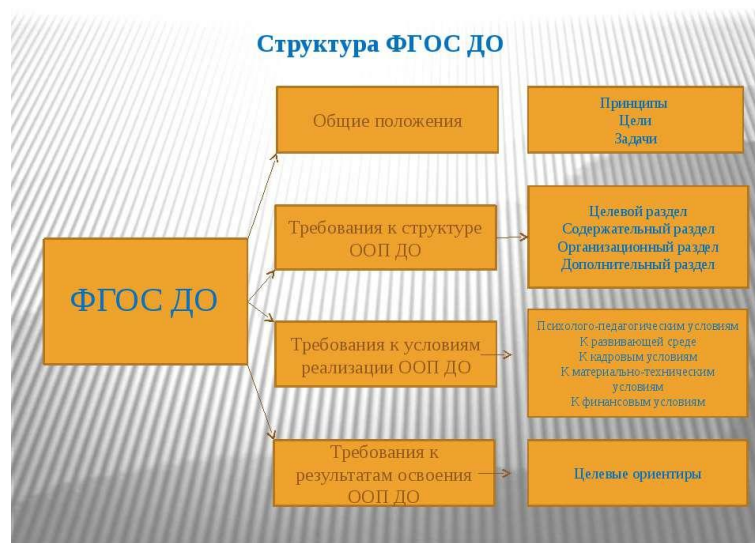 Структура ФГОС ДО
ФГОС ДО
Общие положения
Принципы
Цели
Задачи
Требования к структуре
ООП ДО
Целевой раздел
Содержательный раздел
Организационный раздел
Дополнительный раздел
Требования к условиям
реализации ООП ДО
Психолого-педагогическим условиям
К развивающей среде
К кадровым условиям
К материально-техническим
условиям
К финансовым условиям
Требования к
результатам освоения
ООП ДО
Целевые ориентиры